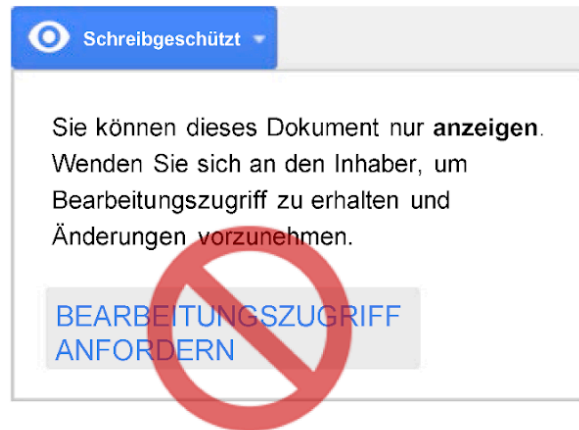 Schreibgeschützt
Sie können dieses Dokument nur anzeigen.
Wenden Sie sich an den Inhaber, um
Bearbeitungszugriff zu erhalten und
Änderungen vorzunehmen.
BEARBEITUNGSZUGRIFF
ANFORDERN